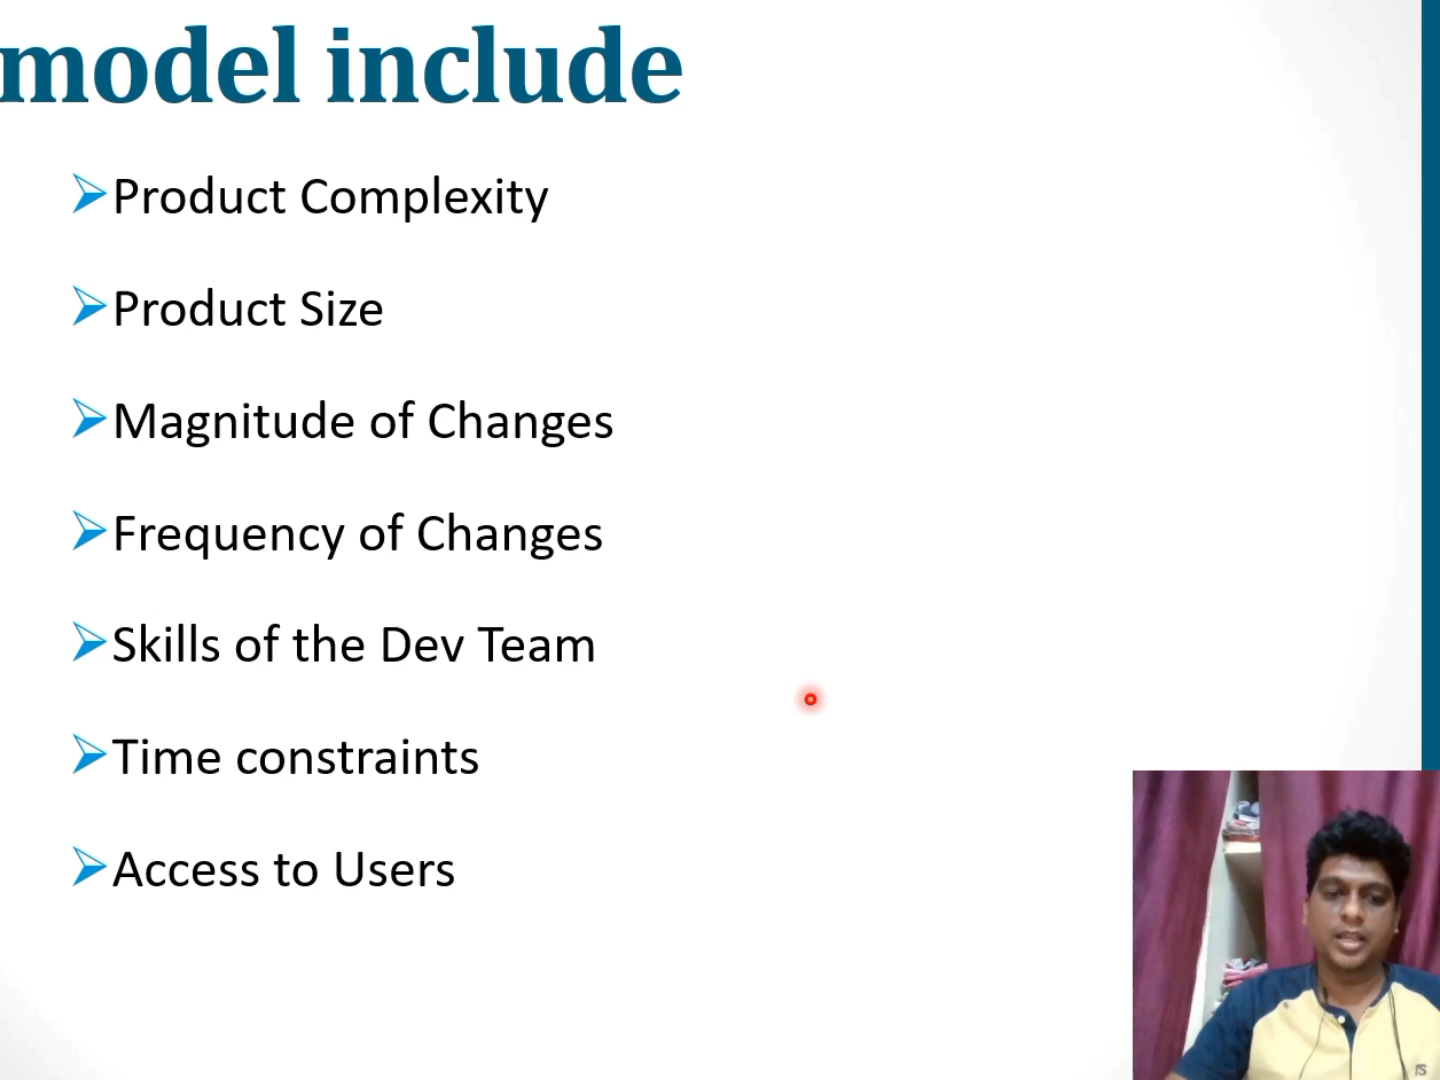 model include
Product Complexity
Product Size
Magnitude of Changes
Frequency of Changes
Skills of the Dev Team
Time constraints
Access to Users